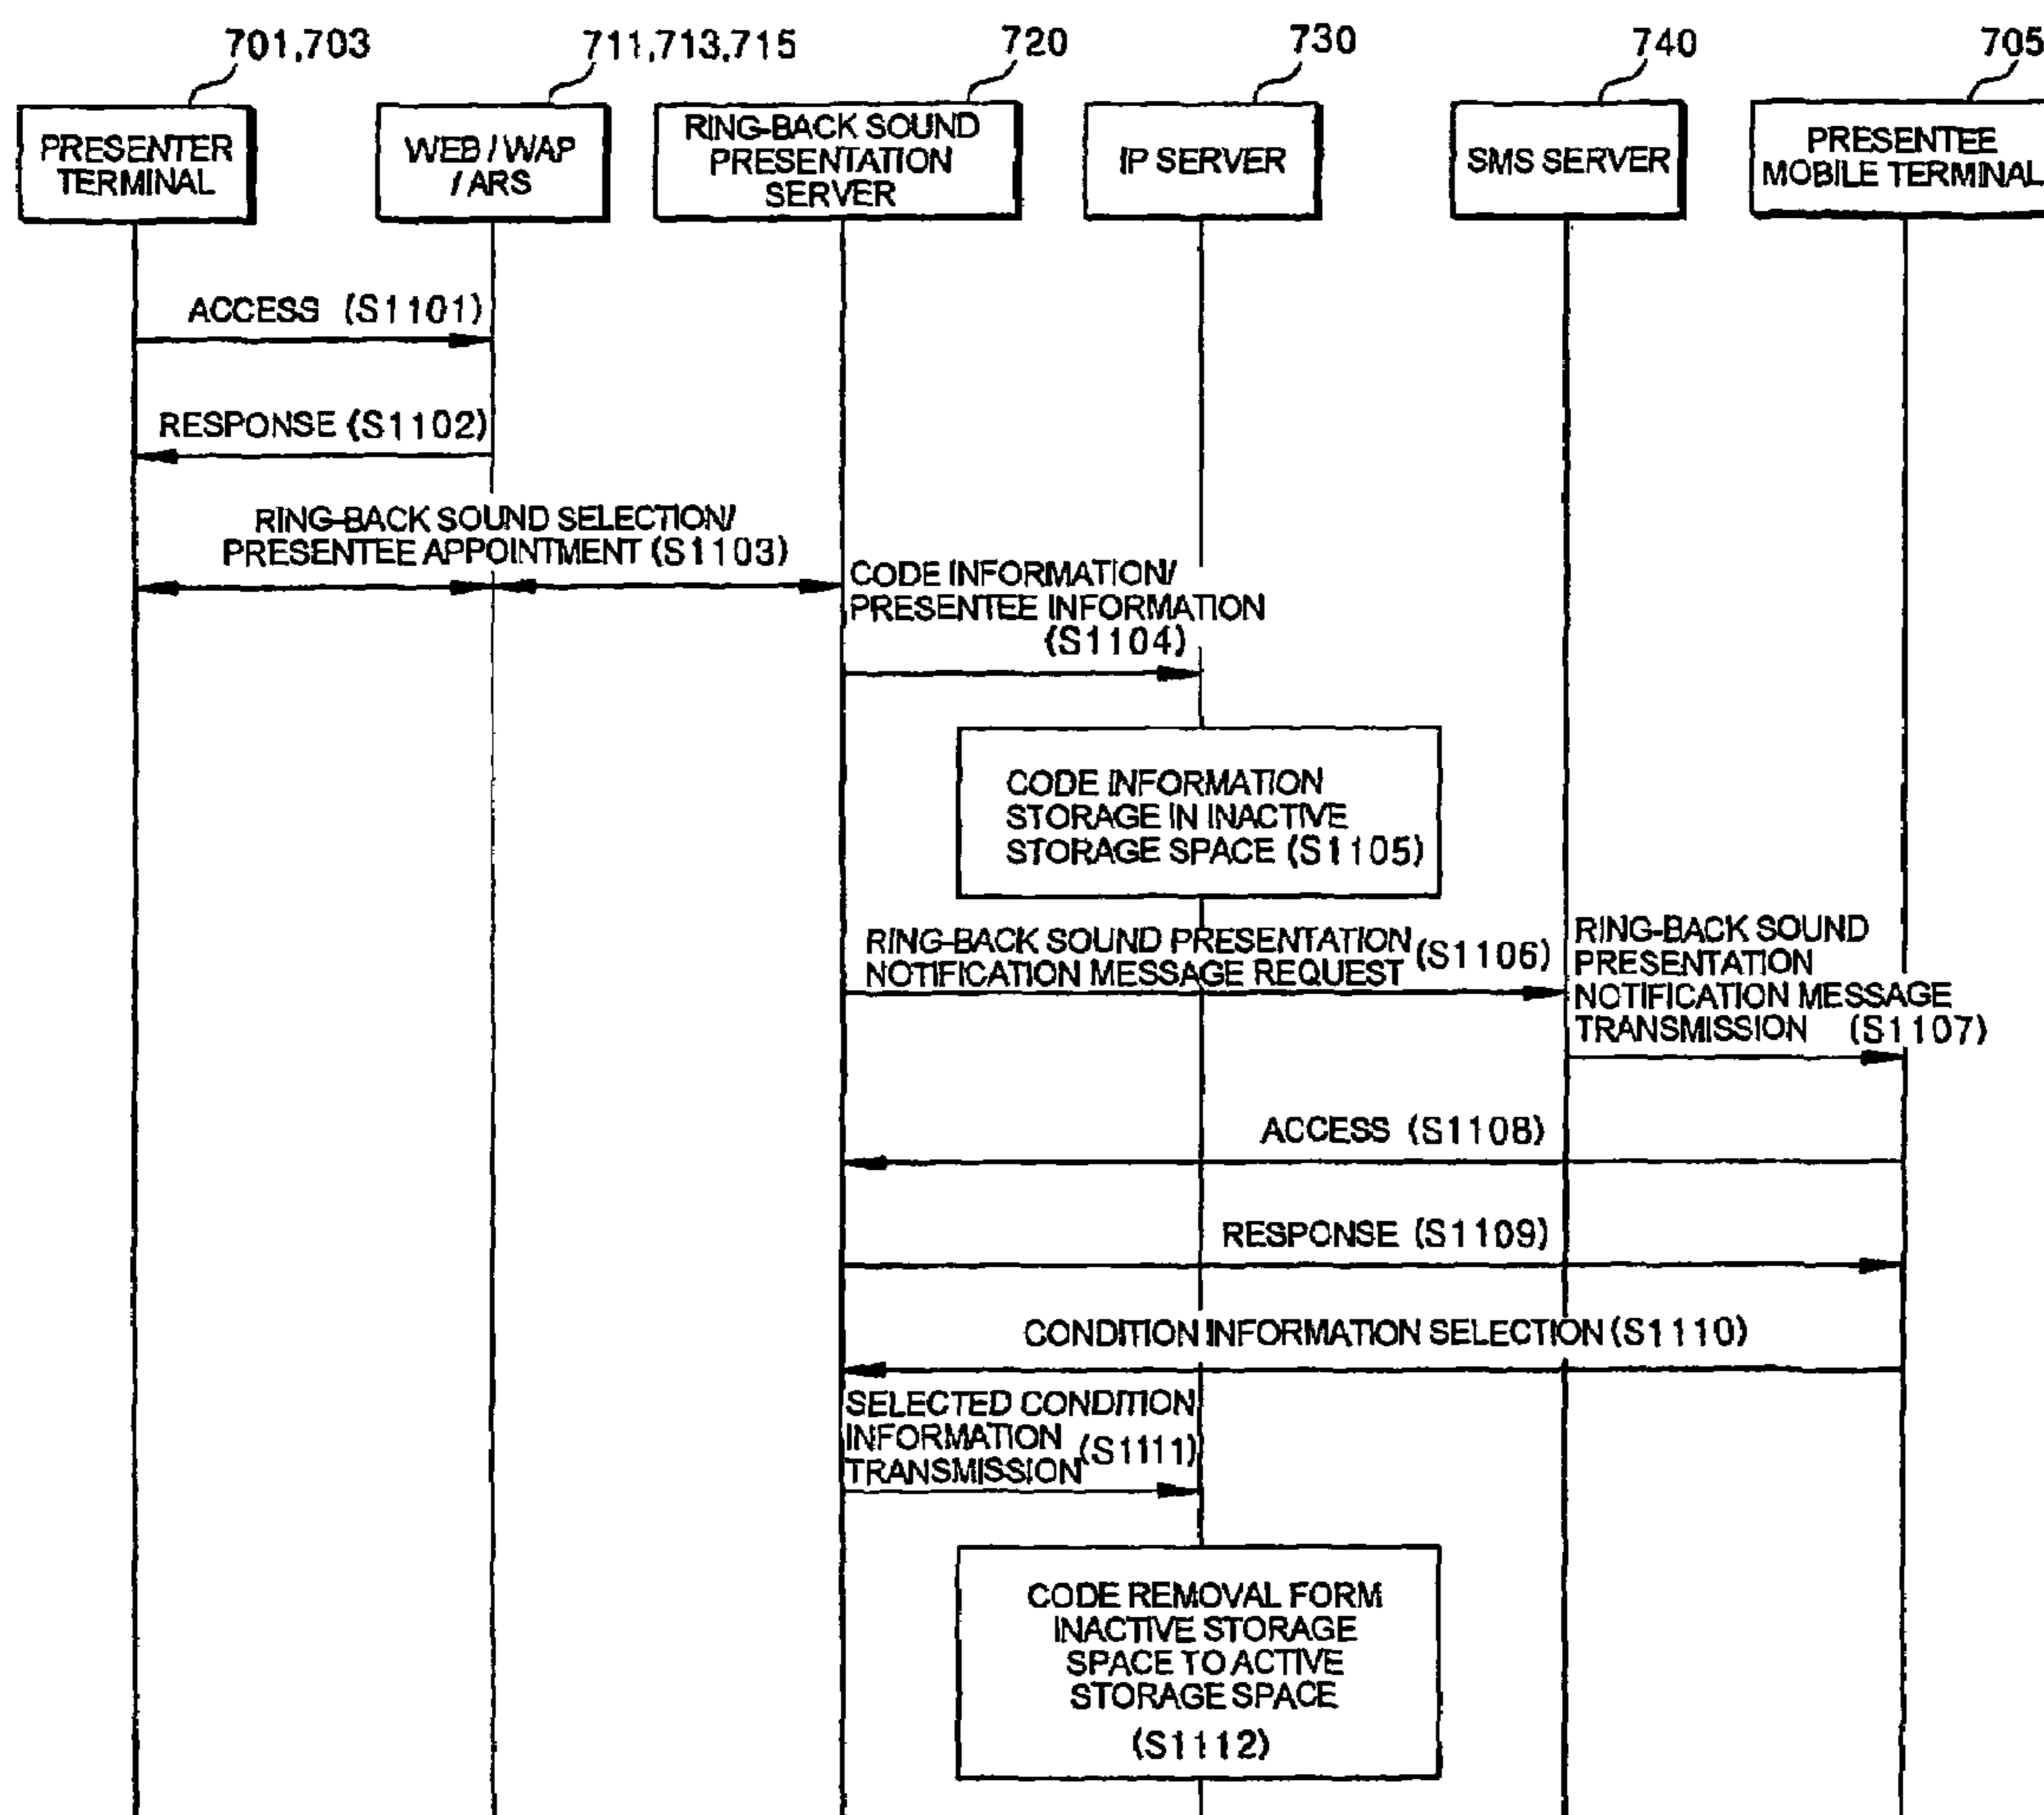 701,703
711,713,715
720
730
740
705
PRESENTER
TERMINAL
WEB / WAP
/ ARS
RING-BACK SOUND
PRESENTATION
SERVER
IP SERVER
SMS SERVER
PRESENTEE
MOBILE TERMINAL
ACCESS (S1101)
RESPONSE (S1102)
RING-BACK SOUND SELECTION/
PRESENTEE APPOINTMENT (S1103)
CODE INFORMATION/
PRESENTEE INFORMATION
(S1104)
CODE INFORMATION
STORAGE IN INACTIVE
STORAGE SPACE (S1105)
RING-BACK SOUND PRESENTATION
NOTIFICATION MESSAGE REQUEST (S1106)
RING-BACK SOUND
PRESENTATION
NOTIFICATION MESSAGE
TRANSMISSION (S1107)
ACCESS (S1108)
RESPONSE (S1109)
CONDITION INFORMATION SELECTION (S1110)
SELECTED CONDITION
INFORMATION
TRANSMISSION (S1111)
CODE REMOVAL FORM
INACTIVE STORAGE
SPACE TO ACTIVE
STORAGE SPACE
(S1112)